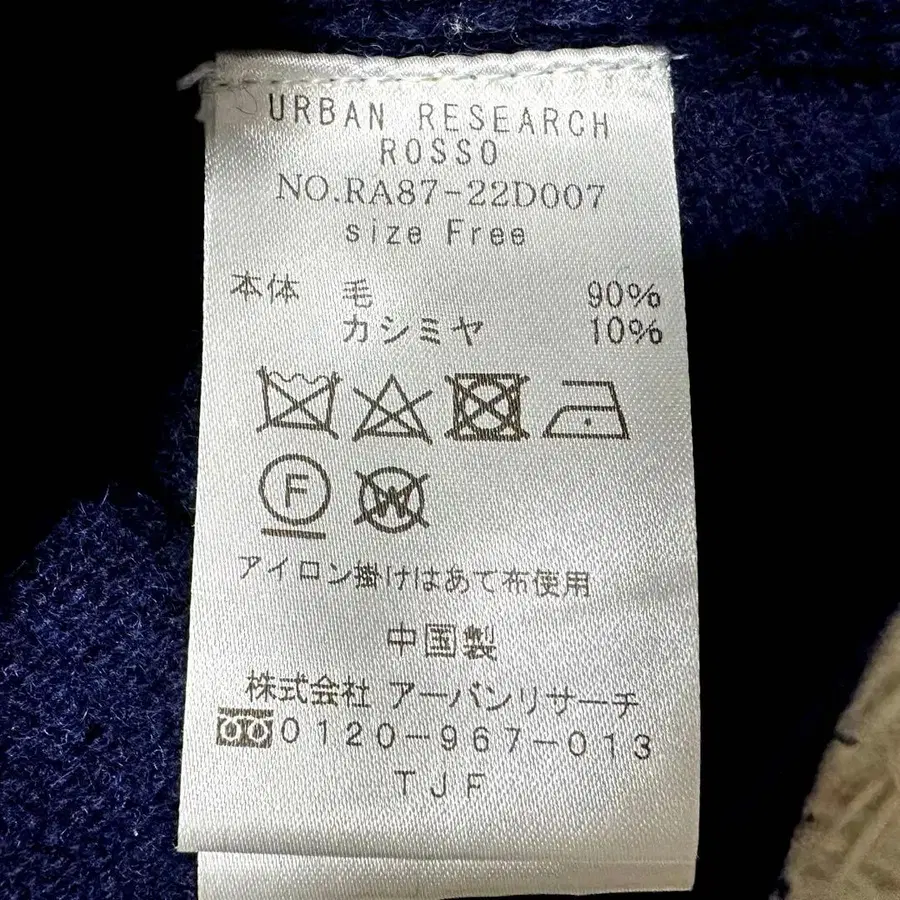 URBAN RESEARCH
ROSSO
NO.RA87-22D007
size Free
本体 毛 90%
カシミヤ 10%
F
W
アイロン掛けはあて布使用
中国製
株式会社 アーバンリサーチ
0120-967-013
TJF